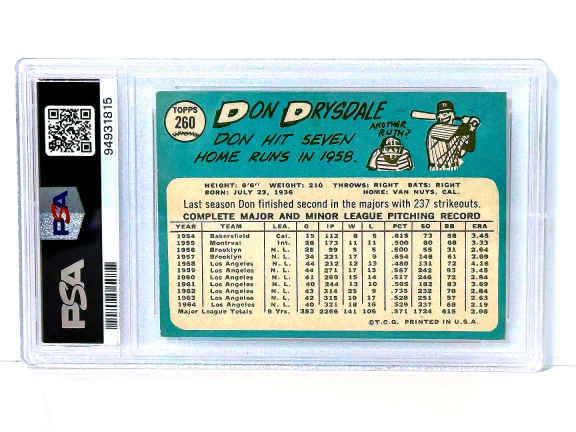 PSA
94931815
PSA
TOPPS
260
DON DRYSDALE
DON HIT SEVEN
HOME RUNS IN 1958.
ANOTHER
RUTH?
HEIGHT: 6'6" WEIGHT: 210 THROWS: RIGHT BATS: RIGHT
BORN: JULY 23, 1936 HOME: VAN NUYS, CAL.
Last season Don finished second in the majors with 237 strikeouts.
COMPLETE MAJOR AND MINOR LEAGUE PITCHING RECORD
YEAR TEAM LEA. G IP W L PCT SO BB ERA
1954 Bakersfield Cal. 15 112 8 5 .615 73 58 3.45
1955 Montreal Int. 28 173 11 11 .500 80 68 3.33
1956 Brooklyn N.L. 25 99 5 5 .500 55 31 2.64
1957 Brooklyn N.L. 34 221 17 9 .654 148 61 2.69
1958 Los Angeles N.L. 44 212 12 13 .480 131 72 4.16
1959 Los Angeles N.L. 44 271 17 13 .567 242 93 3.45
1960 Los Angeles N.L. 41 269 15 14 246 72 2.84
1961 Los Angeles N.L. 40 244 13 10 182 83 3.69
1962 Los Angeles N.L. 43 314 25 9 .735 78 2.84
1963 Los Angeles N.L. 42 315 19 17 .528 251 57 2.63
1964 Los Angeles N.L. 40 321 18 16 .529 237 68 2.19
Major League Totals 9 Yrs. 353 2266 141 106 .571 1724 615
©T.C.G. PRINTED IN U.S.A.